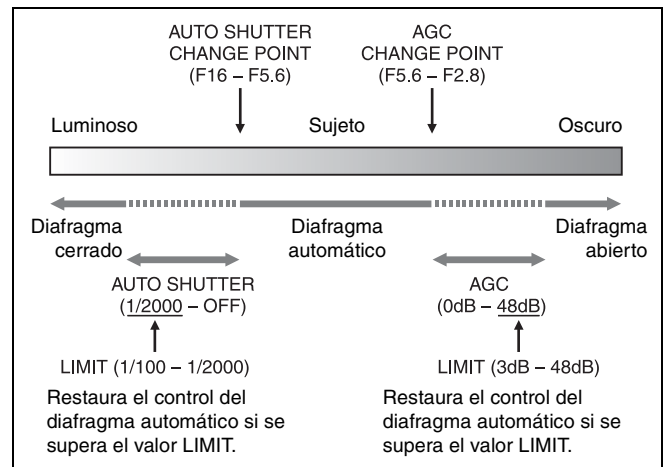 AUTO SHUTTER
CHANGE POINT
(F16 – F5.6)
AGC
CHANGE POINT
(F5.6 – F2.8)
Luminoso
Sujeto
Oscuro
Diafragma
cerrado
Diafragma
automático
Diafragma
abierto
AUTO SHUTTER
(1/2000 – OFF)
AGC
(0dB – 48dB)
LIMIT (1/100 – 1/2000)
LIMIT (3dB – 48dB)
Restaura el control del
diafragma automático si se
supera el valor LIMIT.
Restaura el control del
diafragma automático si se
supera el valor LIMIT.